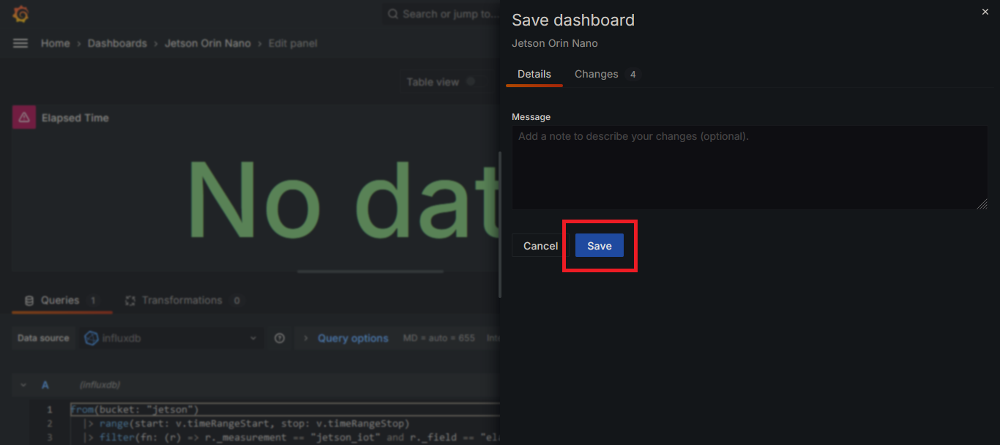 Search or jump to...
Home › Dashboards › Jetson Orin Nano › Edit panel
Table view
Elapsed Time
No dat
Queries 1 Transformations 0
Data source influxdb Query options MD = auto = 655 Int
A (influxdb)
1 from(bucket: "jetson")
2 |> range(start: v.timeRangeStart, stop: v.timeRangeStop)
3 |> filter(fn: (r) => r._measurement == "jetson_iot" and r._field == "ela
Save dashboard
Jetson Orin Nano
Details Changes 4
Message
Add a note to describe your changes (optional).
Cancel Save